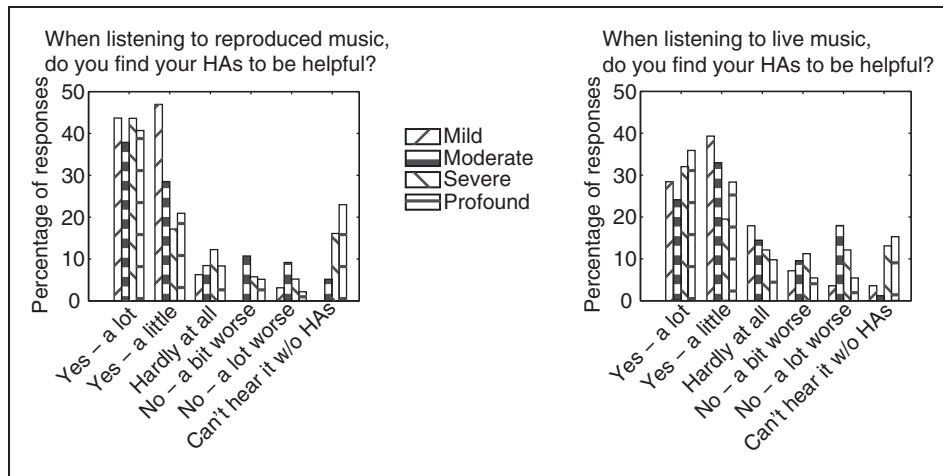 When listening to reproduced music,
do you find your HAs to be helpful?
Percentage of responses
50
40
30
20
10
0
Yes – a lot
Yes – a little
Hardly at all
No – a bit worse
No – a lot worse
Can't hear it w/o HAs
Mild
Moderate
Severe
Profound
When listening to live music,
do you find your HAs to be helpful?
Percentage of responses
50
40
30
20
10
0
Yes – a lot
Yes – a little
Hardly at all
No – a bit worse
No – a lot worse
Can't hear it w/o HAs